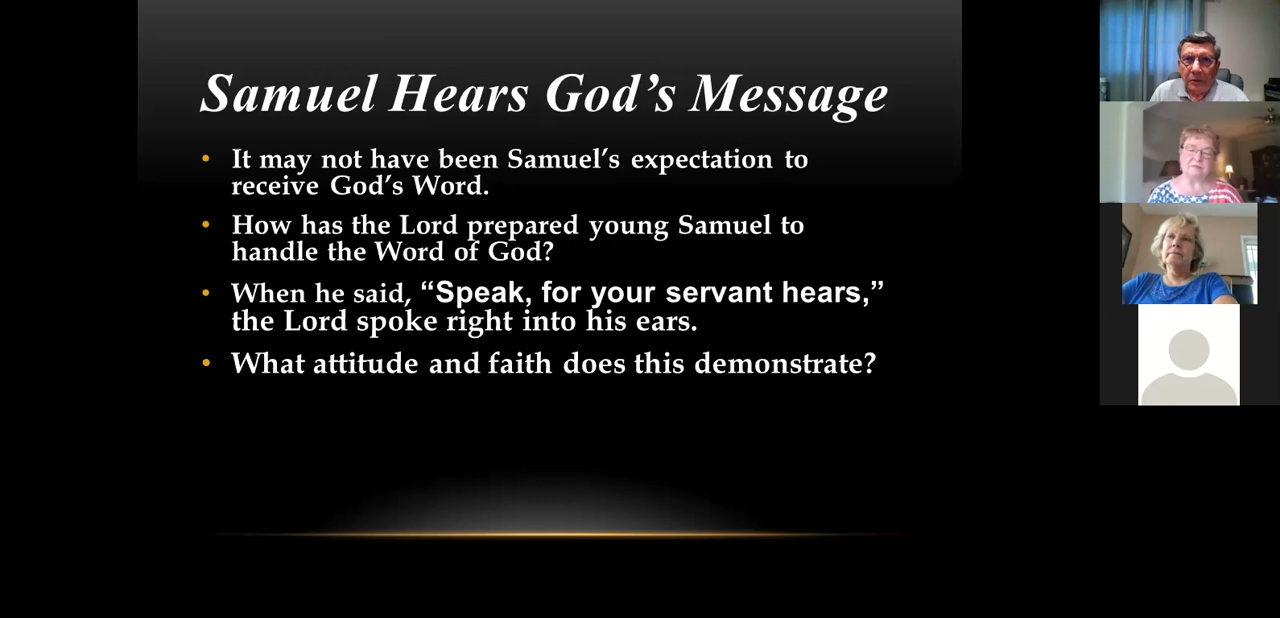 Samuel Hears God’s Message
• It may not have been Samuel’s expectation to
receive God’s Word.
• How has the Lord prepared young Samuel to
handle the Word of God?
• When he said, “Speak, for your servant hears,”
the Lord spoke right into his ears.
• What attitude and faith does this demonstrate?